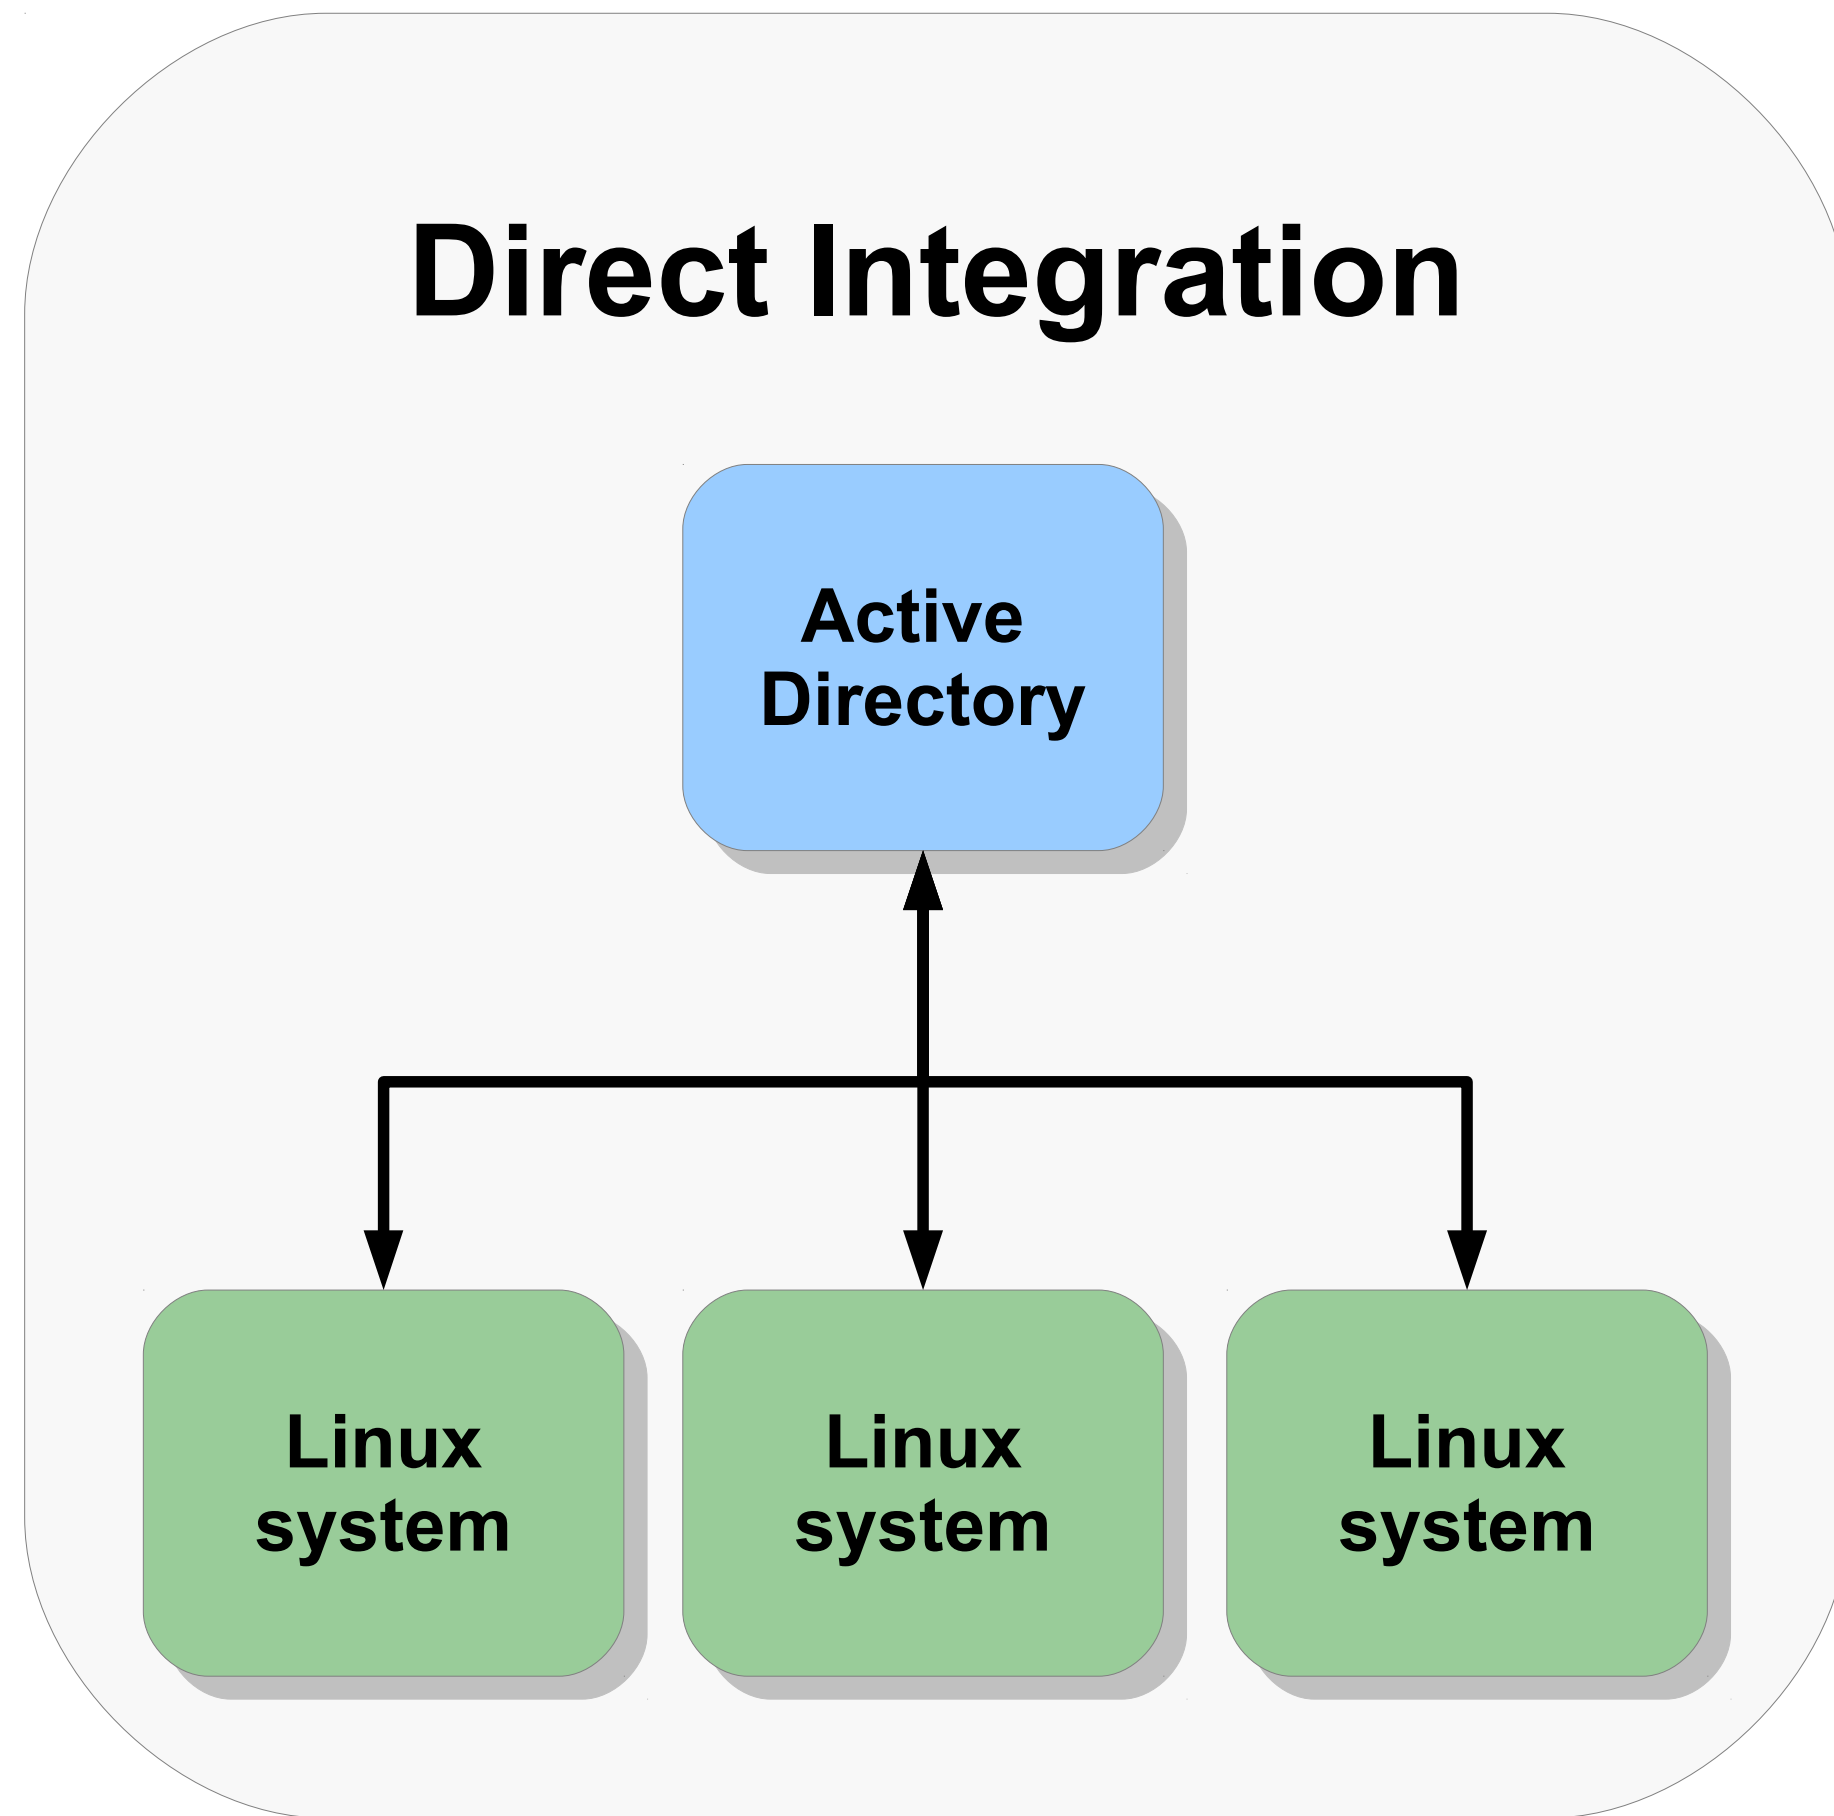 Direct Integration
Active
Directory
Linux
system
Linux
system
Linux
system